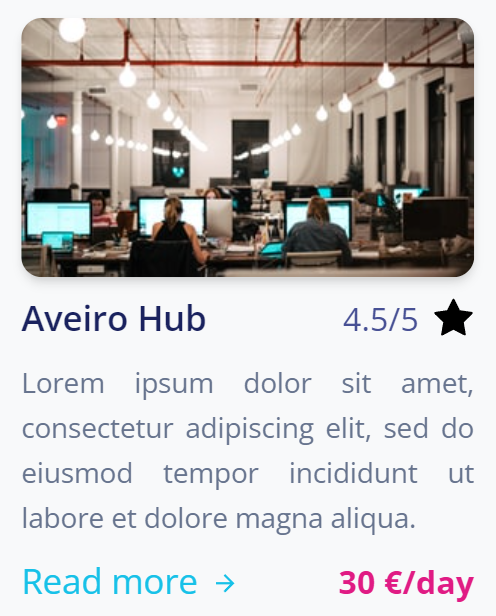 Aveiro Hub 4.5/5
Lorem ipsum dolor sit amet,
consectetur adipiscing elit, sed do
eiusmod tempor incididunt ut
labore et dolore magna aliqua.
Read more → 30 €/day